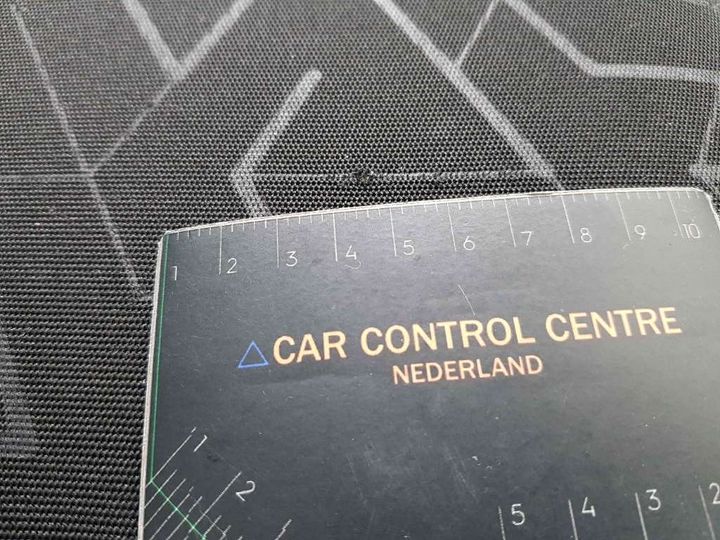 1 2 3 4 5 6 7 8 9 10
CAR CONTROL CENTRE
NEDERLAND
1
2
5 4 3 2